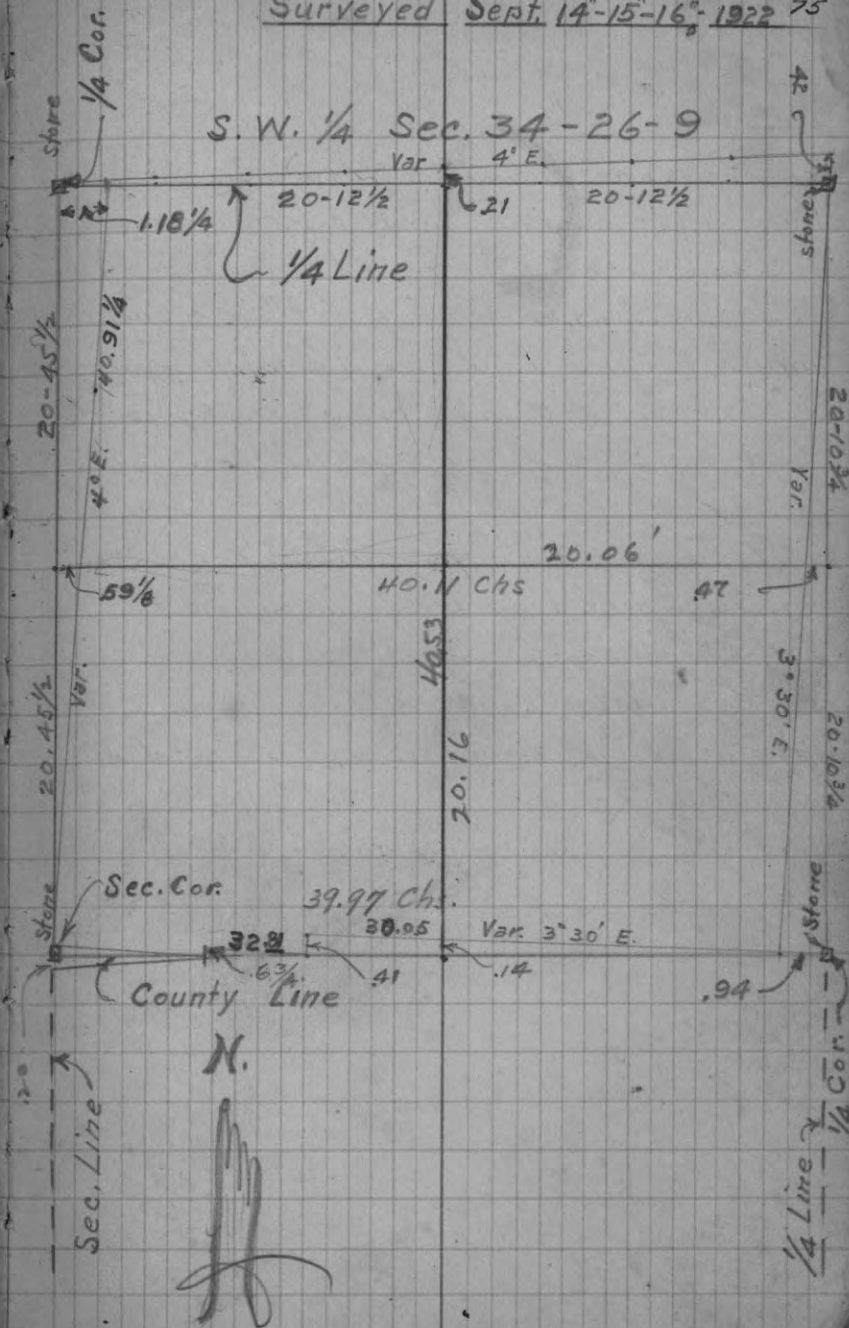 Surveyed Sept. 14-15-16-1922 75
1/4 Cor.
Stone
42
S. W. 1/4 Sec. 34-26-9
Var 4° E.
20-12 1/2
.21
20-12 1/2
stone
1.18 1/4
1/4 Line
20-45 1/2
40.91 1/4
4° E.
20-10 3/4
Var.
20.06'
.59 1/8
40.11 Chs
.47
40.53
Var.
3° 30' E.
20.45 1/2
20.16
20-10 3/4
Sec. Cor.
Stone
39.97 Chs.
Stone
32.81
30.05
Var. 3° 30' E.
.63/4
.41
.14
.94
County Line
N.
1/4 Cor.
Sec. Line
1/4 Line